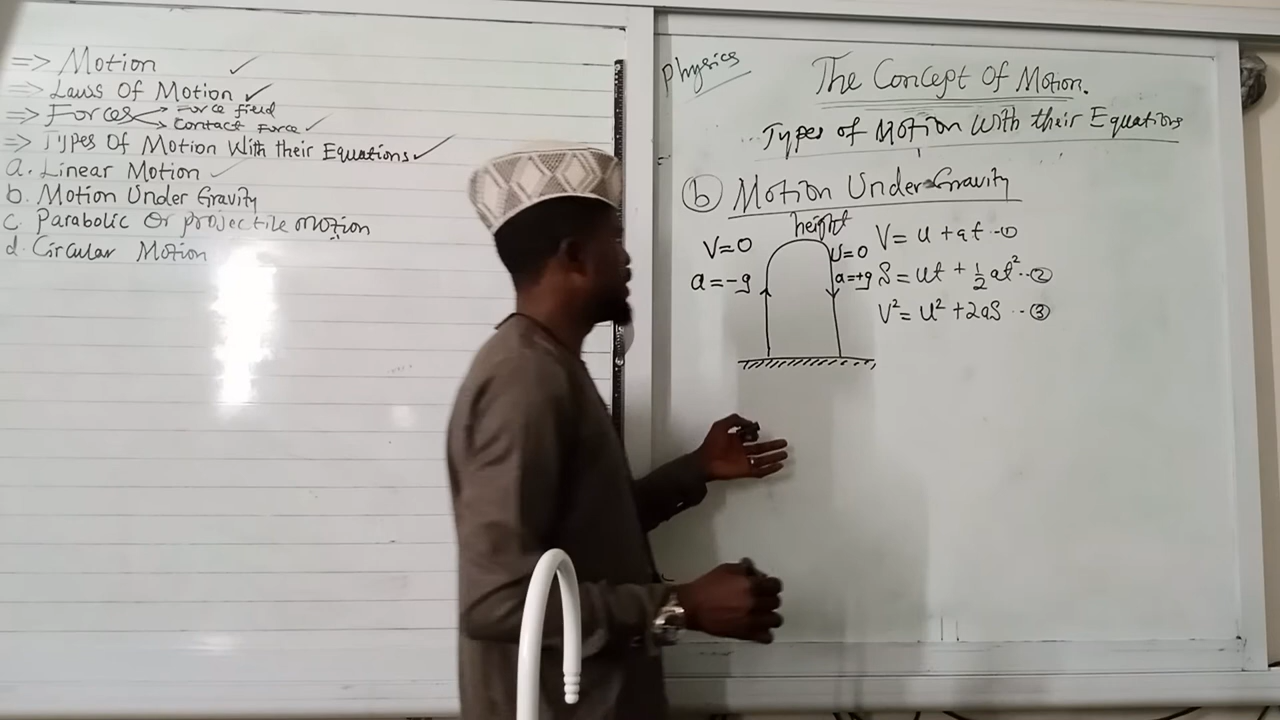 => Motion ✓
=> Laws Of Motion ✓
=> Forces → Force field
→ Contact Force ✓
=> Types Of Motion With their Equations ✓
a. Linear Motion ✓
b. Motion Under Gravity
c. Parabolic Or projectile motion
d. Circular Motion
Physics
The Concept Of Motion.
Types of Motion With their Equations
(b) Motion Under Gravity
height
V=0
U=0
a=-g
a=+g
V= u +at --①
S= ut + ½at² --②
V²= u² +2aS --③